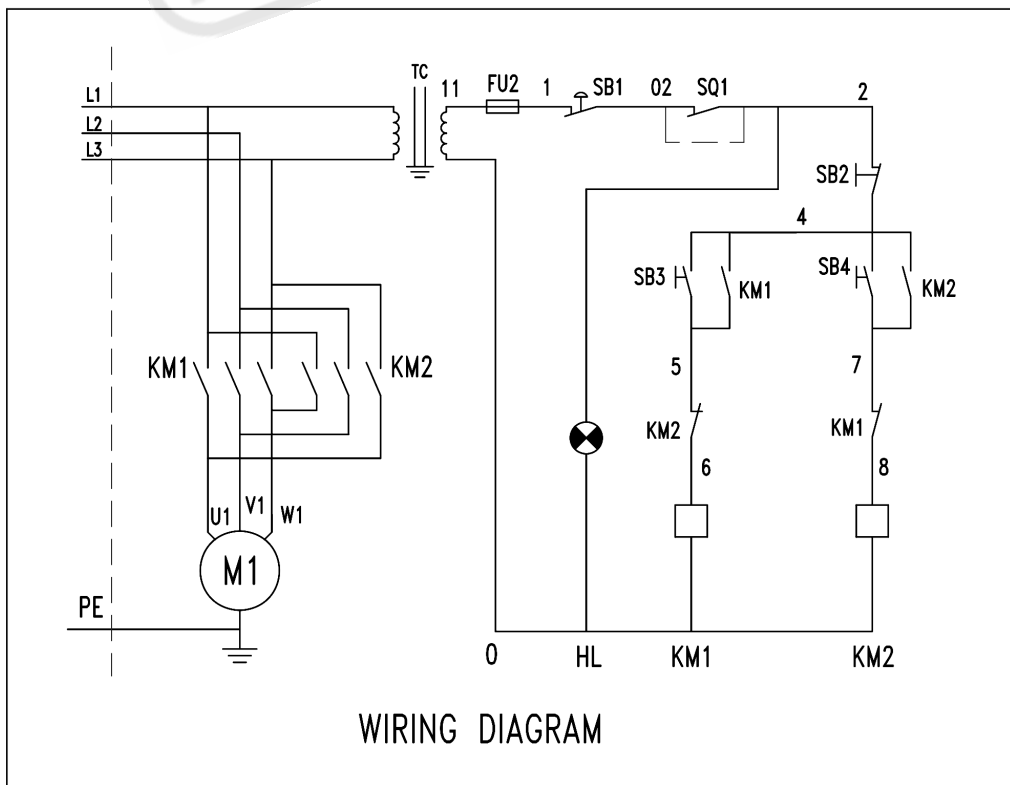 TC
11
FU2
1
SB1
02
SQ1
2
L1
L2
L3
SB2
4
SB3
KM1
SB4
KM2
KM1
KM2
5
7
KM2
KM1
6
8
U1
V1
W1
M1
PE
0
HL
KM1
KM2
WIRING DIAGRAM